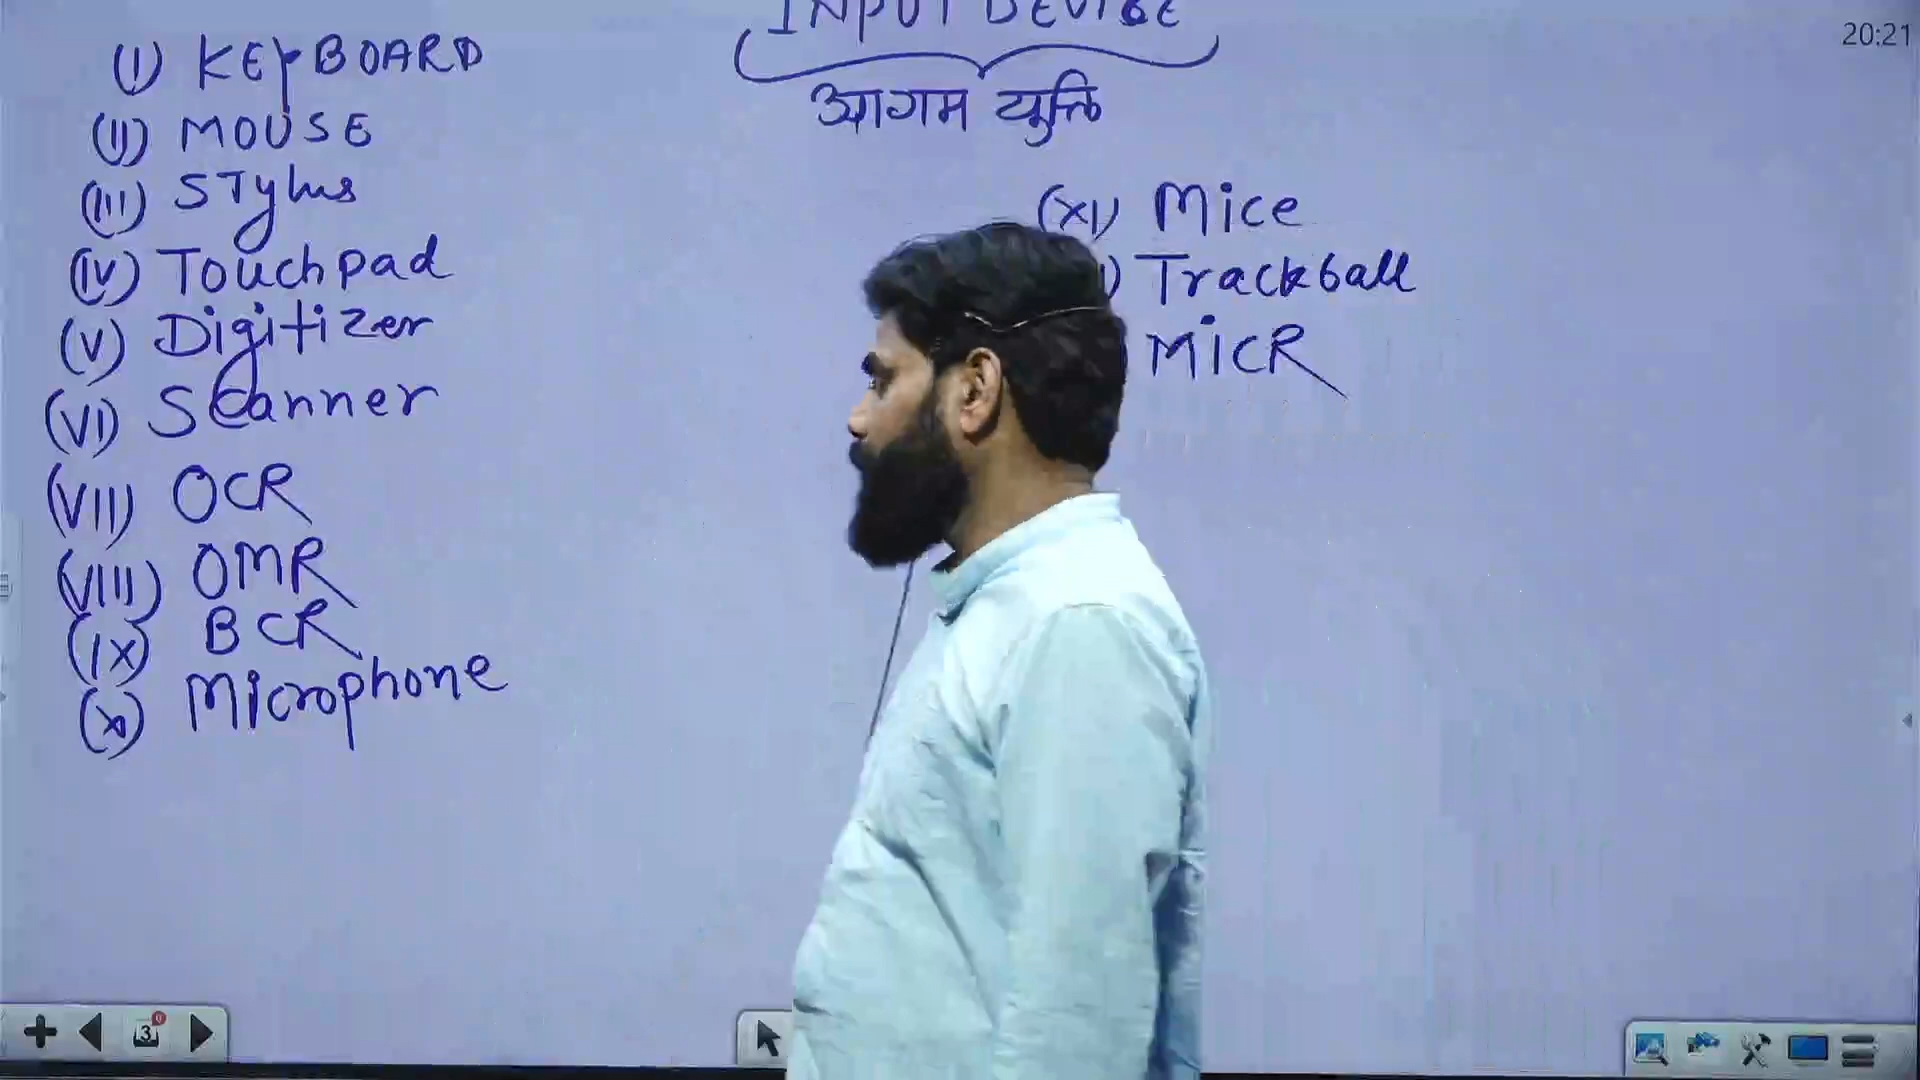 INPUT DEVICE
आगम युक्ति
20:21
(I) KEYBOARD
(II) MOUSE
(III) STylus
(IV) Touchpad
(V) Digitizer
(VI) Scanner
(VII) OCR
(VIII) OMR
(IX) BCR
(X) Microphone
(XI) Mice
) Trackball
MICR
3